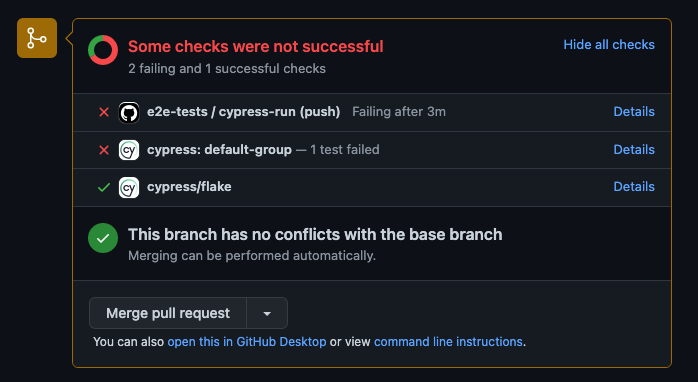 Some checks were not successful
Hide all checks
2 failing and 1 successful checks
e2e-tests / cypress-run (push) Failing after 3m Details
cy cypress: default-group — 1 test failed Details
cy cypress/flake Details
This branch has no conflicts with the base branch
Merging can be performed automatically.
Merge pull request
You can also open this in GitHub Desktop or view command line instructions.